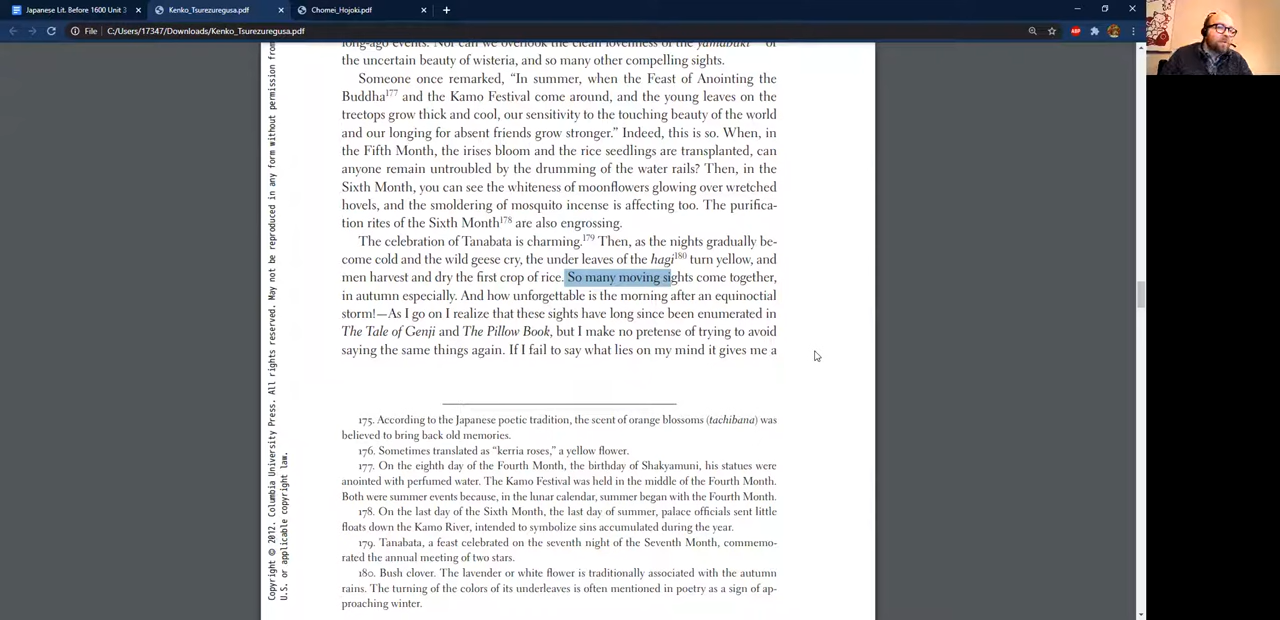 Japanese Lit. Before 1600 Unit 3
Kenko_Tsurezuregusa.pdf
Chomei_Hojoki.pdf
File
C:/Users/17347/Downloads/Kenko_Tsurezuregusa.pdf
ABP
long-ago events. Nor can we overlook the clean loveliness of the yamabuki
the uncertain beauty of wisteria, and so many other compelling sights.
Someone once remarked, “In summer, when the Feast of Anointing the
Buddha177 and the Kamo Festival come around, and the young leaves on the
treetops grow thick and cool, our sensitivity to the touching beauty of the world
and our longing for absent friends grow stronger.” Indeed, this is so. When, in
the Fifth Month, the irises bloom and the rice seedlings are transplanted, can
anyone remain untroubled by the drumming of the water rails? Then, in the
Sixth Month, you can see the whiteness of moonflowers glowing over wretched
hovels, and the smoldering of mosquito incense is affecting too. The purifica-
tion rites of the Sixth Month178 are also engrossing.
The celebration of Tanabata is charming.179 Then, as the nights gradually be-
come cold and the wild geese cry, the under leaves of the hagi180 turn yellow, and
men harvest and dry the first crop of rice. So many moving sights come together,
in autumn especially. And how unforgettable is the morning after an equinoctial
storm!—As I go on I realize that these sights have long since been enumerated in
The Tale of Genji and The Pillow Book, but I make no pretense of trying to avoid
saying the same things again. If I fail to say what lies on my mind it gives me a
175. According to the Japanese poetic tradition, the scent of orange blossoms (tachibana) was
believed to bring back old memories.
176. Sometimes translated as “kerria roses,” a yellow flower.
177. On the eighth day of the Fourth Month, the birthday of Shakyamuni, his statues were
anointed with perfumed water. The Kamo Festival was held in the middle of the Fourth Month.
Both were summer events because, in the lunar calendar, summer began with the Fourth Month.
178. On the last day of the Sixth Month, the last day of summer, palace officials sent little
floats down the Kamo River, intended to symbolize sins accumulated during the year.
179. Tanabata, a feast celebrated on the seventh night of the Seventh Month, commemo-
rated the annual meeting of two stars.
180. Bush clover. The lavender or white flower is traditionally associated with the autumn
rains. The turning of the colors of its underleaves is often mentioned in poetry as a sign of ap-
proaching winter.
Copyright © 2012. Columbia University Press. All rights reserved. May not be reproduced in any form without permission from
U.S. or applicable copyright law.